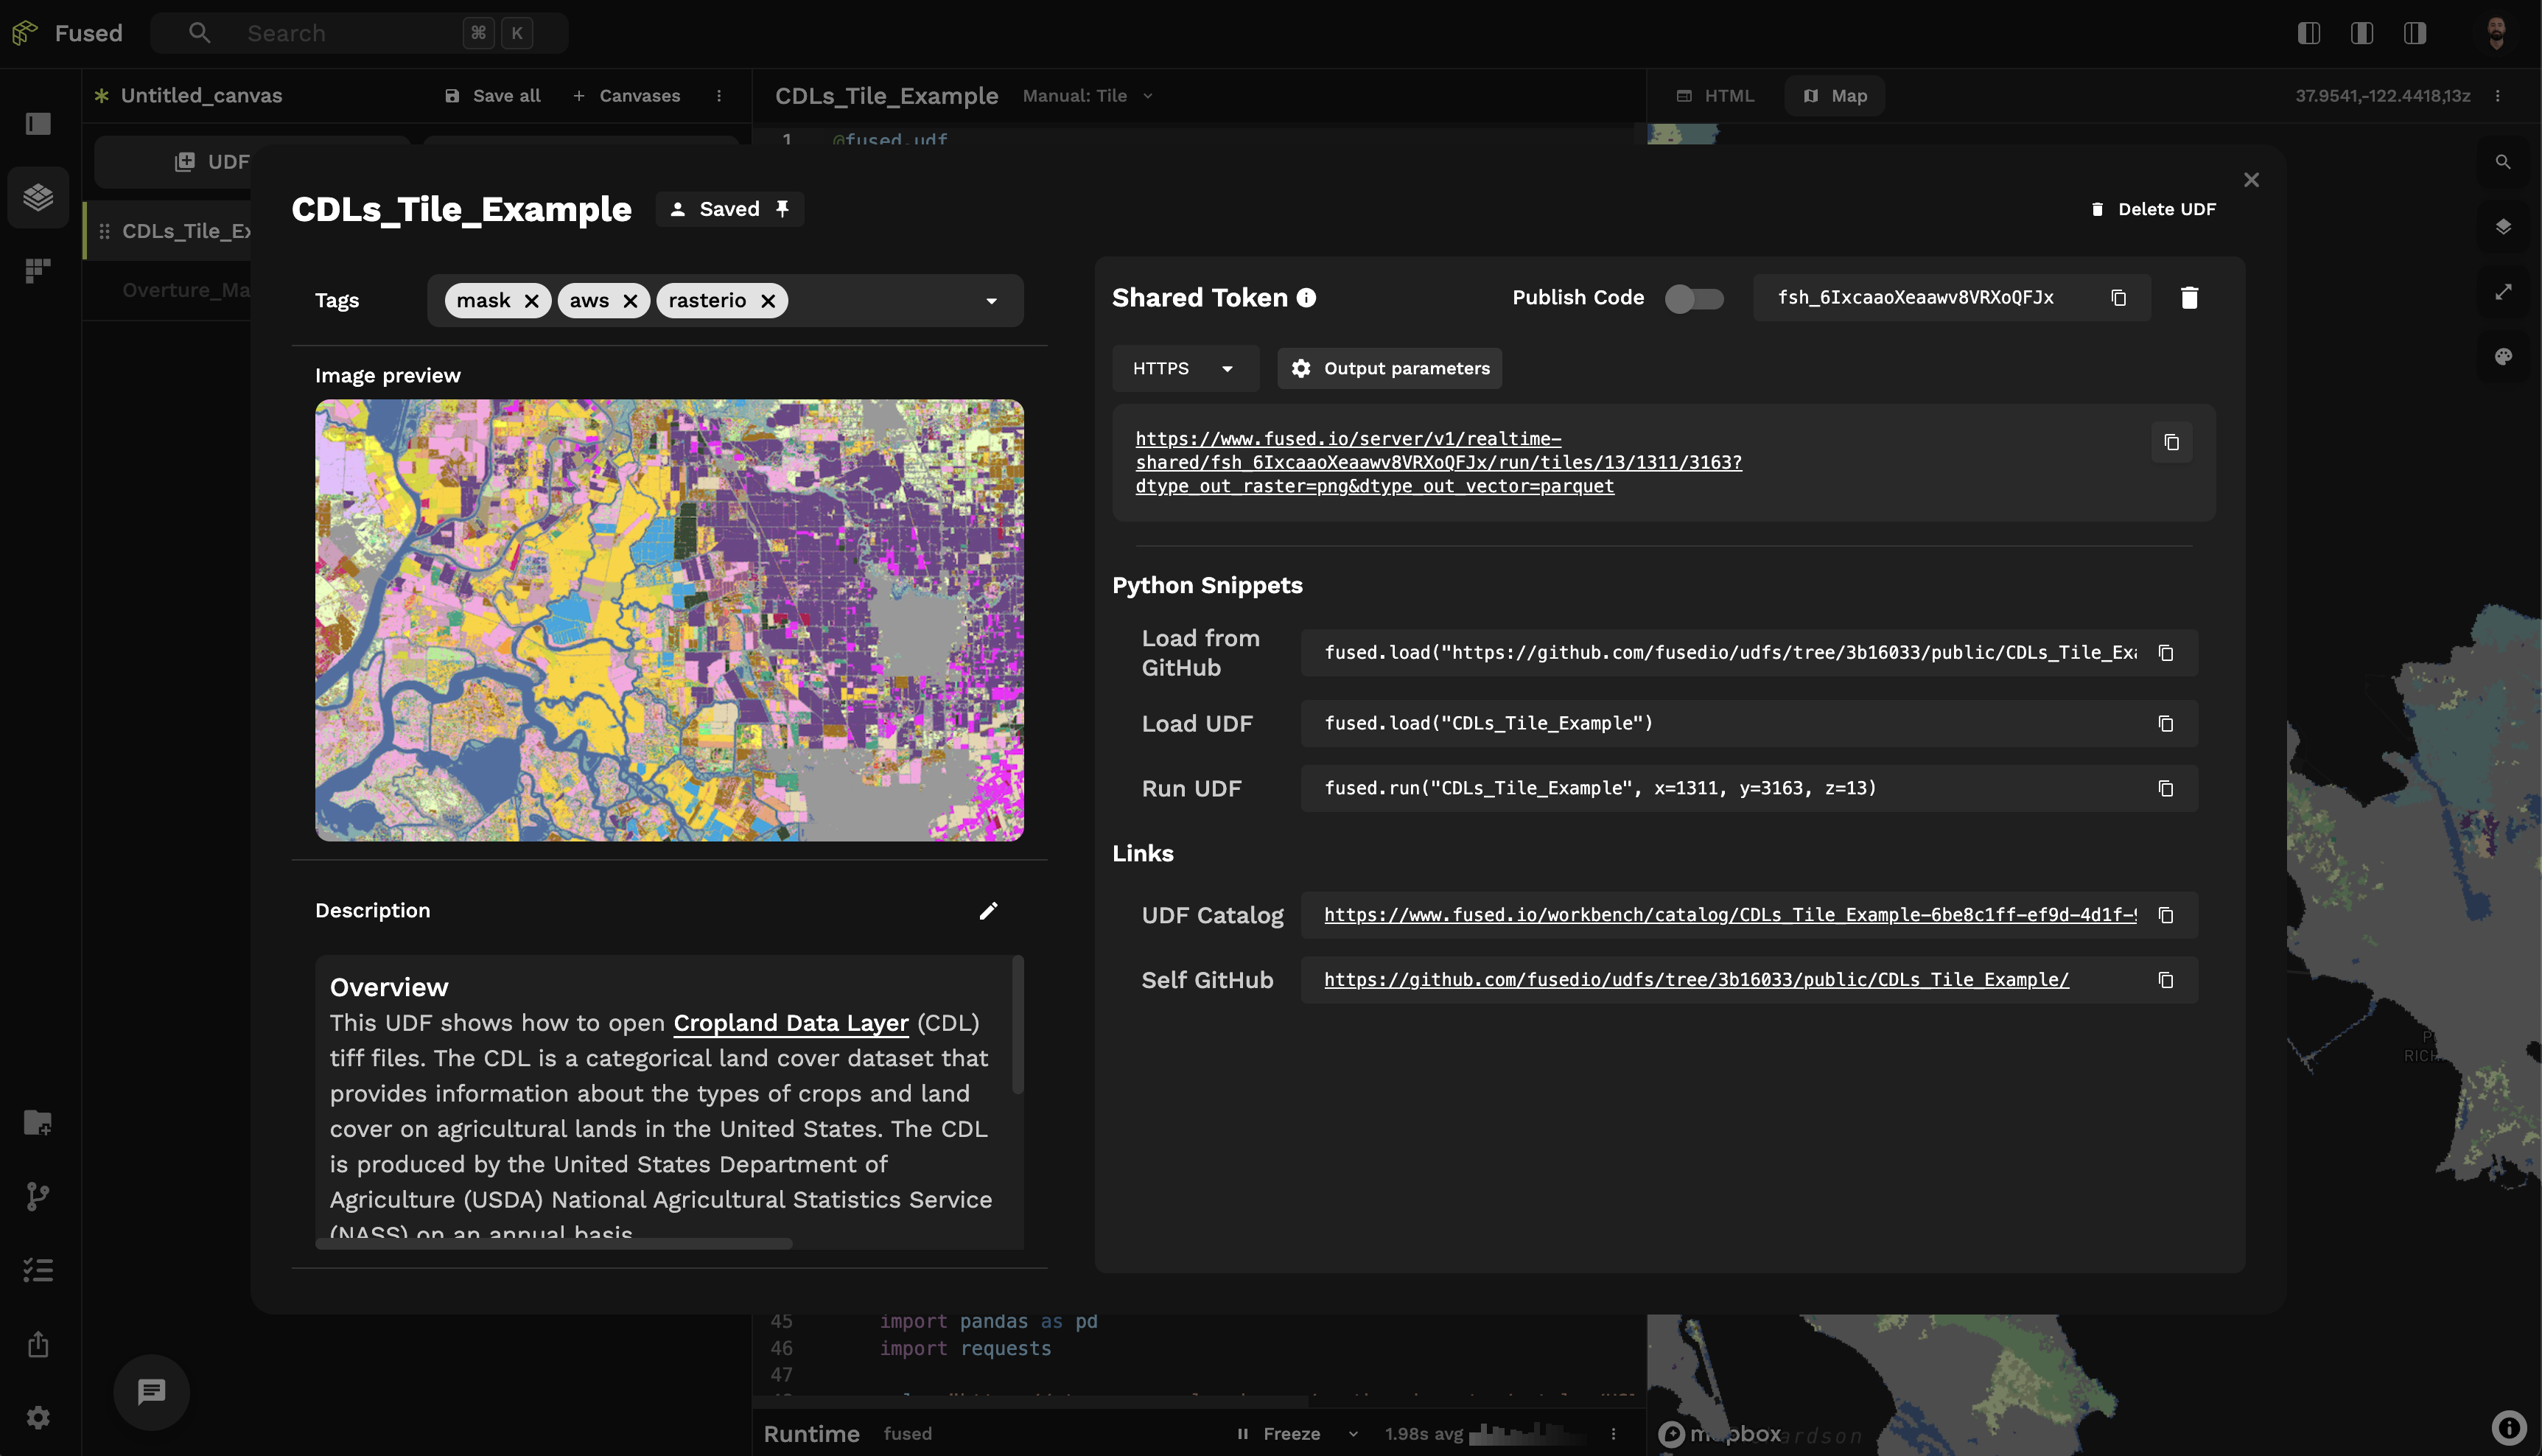 Fused
Search
⌘ K
Untitled_canvas
Save all
+ Canvases
CDLs_Tile_Example
Manual: Tile
HTML
Map
37.9541,-122.4418,13z
1 @fused.udf
UDF
CDLs_Tile_Ex
Overture_Ma
CDLs_Tile_Example
Saved
Delete UDF
Tags
mask
aws
rasterio
Image preview
Description
Overview
This UDF shows how to open Cropland Data Layer (CDL)
tiff files. The CDL is a categorical land cover dataset that
provides information about the types of crops and land
cover on agricultural lands in the United States. The CDL
is produced by the United States Department of
Agriculture (USDA) National Agricultural Statistics Service
(NASS) on an annual basis
Shared Token
Publish Code
fsh_6IxcaaoXeaawv8VRXoQFJx
HTTPS
Output parameters
https://www.fused.io/server/v1/realtime-
shared/fsh_6IxcaaoXeaawv8VRXoQFJx/run/tiles/13/1311/3163?
dtype_out_raster=png&dtype_out_vector=parquet
Python Snippets
Load from
GitHub
fused.load("https://github.com/fusedio/udfs/tree/3b16033/public/CDLs_Tile_Exa
Load UDF
fused.load("CDLs_Tile_Example")
Run UDF
fused.run("CDLs_Tile_Example", x=1311, y=3163, z=13)
Links
UDF Catalog
https://www.fused.io/workbench/catalog/CDLs_Tile_Example-6be8c1ff-ef9d-4d1f-9
Self GitHub
https://github.com/fusedio/udfs/tree/3b16033/public/CDLs_Tile_Example/
RICH
45 import pandas as pd
46 import requests
47
Runtime
fused
Freeze
1.98s avg
mapbox
ardson